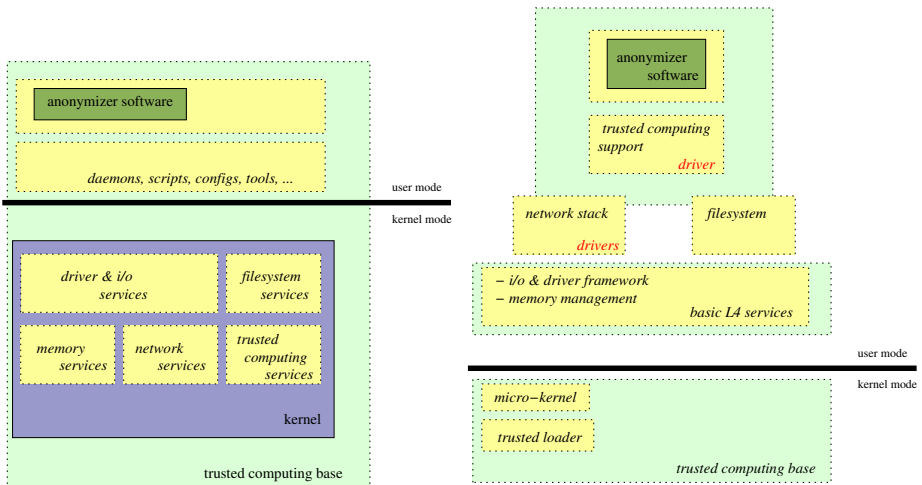 anonymizer software
daemons, scripts, configs, tools, ...
user mode
kernel mode
driver & i/o
services
filesystem
services
memory
services
network
services
trusted
computing
services
kernel
trusted computing base
anonymizer
software
trusted computing
support
driver
network stack
drivers
filesystem
− i/o & driver framework
− memory management
basic L4 services
user mode
kernel mode
micro−kernel
trusted loader
trusted computing base